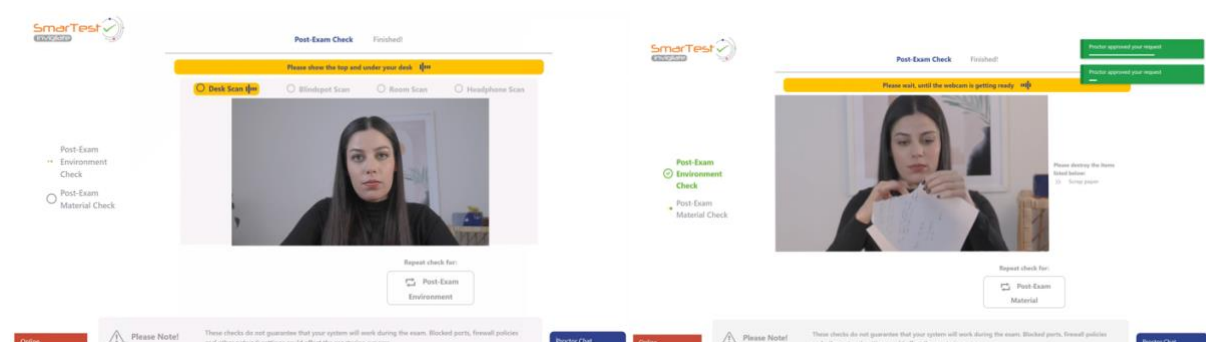 SmarTest
invigilate
Post-Exam Check Finished!
Please show the top and under your desk
Desk Scan Blindspot Scan Room Scan Headphone Scan
Post-Exam
Environment
Check
Post-Exam
Material Check
Repeat check for:
Post-Exam
Environment
Please Note!
These checks do not guarantee that your system will work during the exam. Blocked ports, firewall policies
Online
Proctor Chat
SmarTest
invigilate
Post-Exam Check Finished!
Proctor approved your request
Proctor approved your request
Please wait, until the webcam is getting ready
Post-Exam
Environment
Check
Post-Exam
Material Check
Please destroy the items
listed below:
paper
Repeat check for:
Post-Exam
Material
Please Note!
These checks do not guarantee that your system will work during the exam. Blocked ports, firewall policies
Online
Proctor Chat